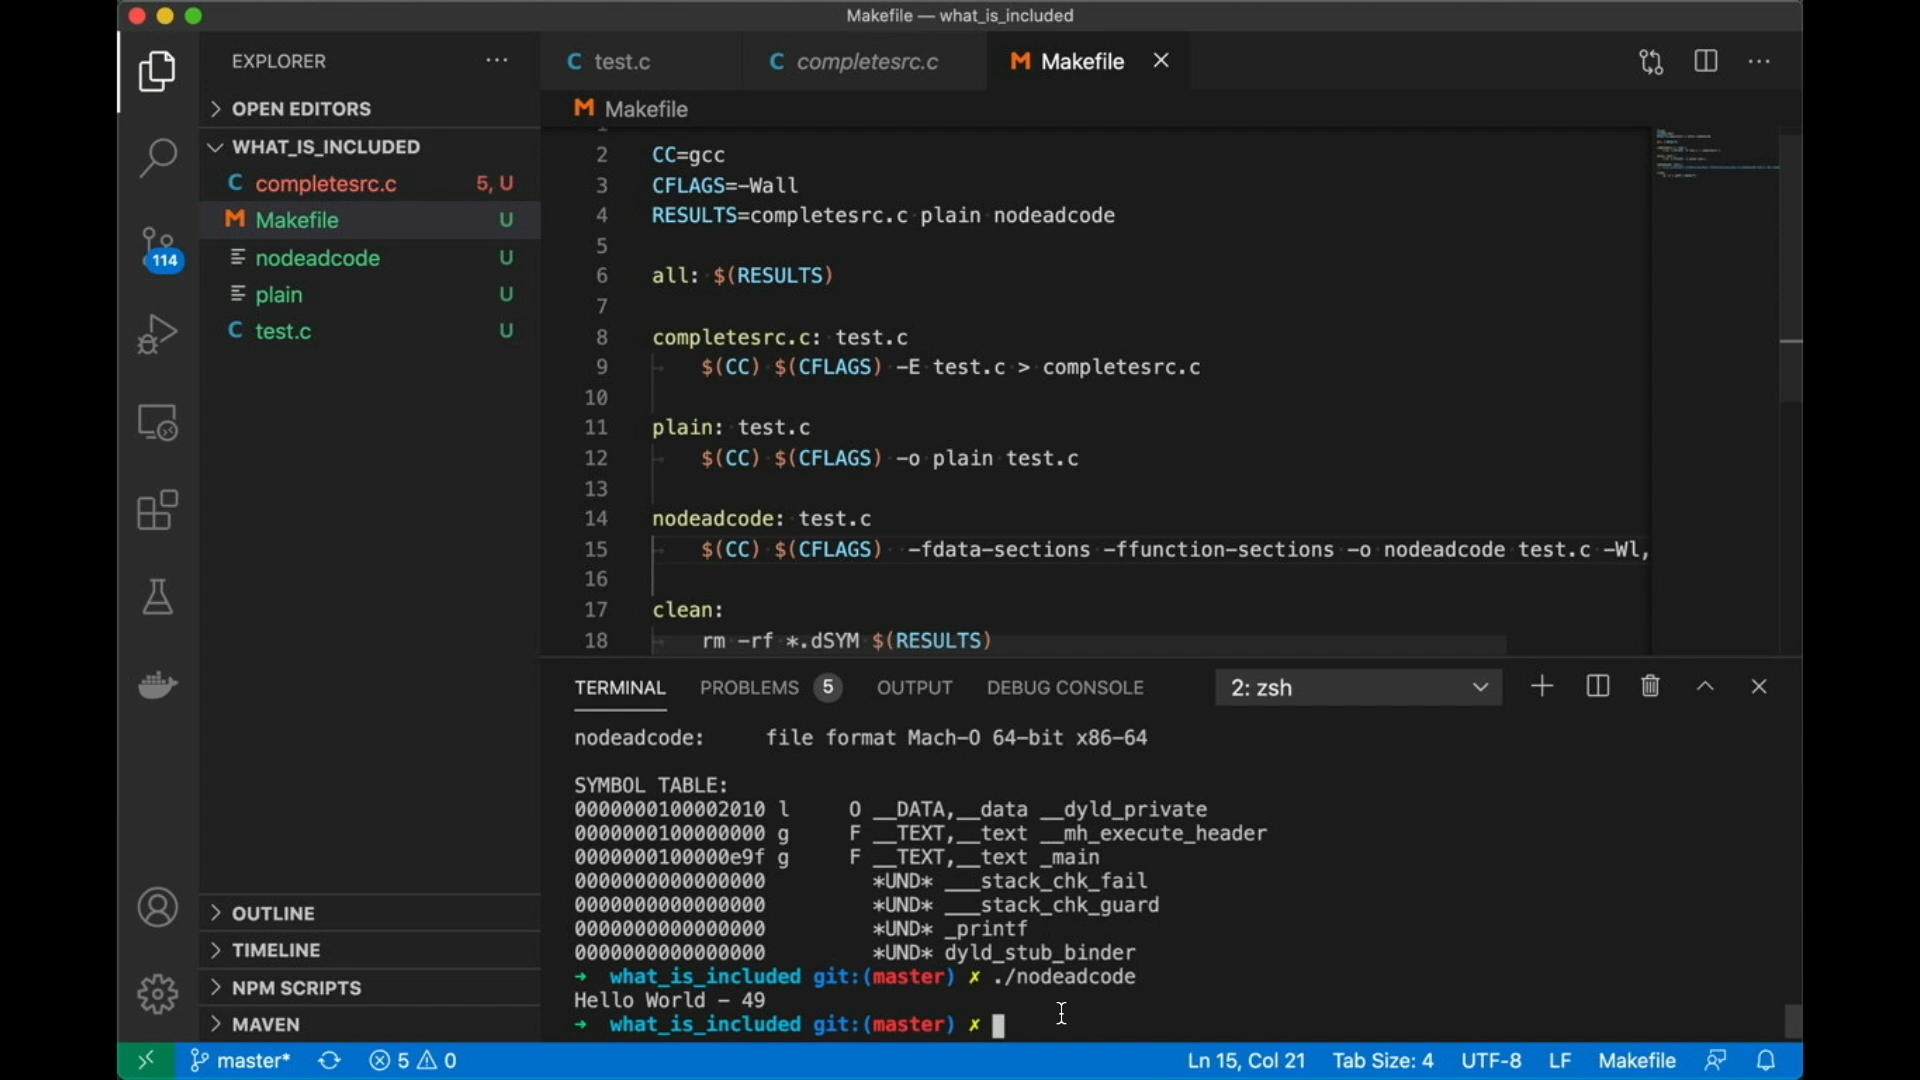 Makefile — what_is_included
EXPLORER ...
C test.c
C completesrc.c
M Makefile
OPEN EDITORS
M Makefile
WHAT_IS_INCLUDED
C completesrc.c 5, U
M Makefile U
nodeadcode U
plain U
C test.c U
114
2 CC=gcc
3 CFLAGS=-Wall
4 RESULTS=completesrc.c plain nodeadcode
5
6 all: $(RESULTS)
7
8 completesrc.c: test.c
9 $(CC) $(CFLAGS) -E test.c > completesrc.c
10
11 plain: test.c
12 $(CC) $(CFLAGS) -o plain test.c
13
14 nodeadcode: test.c
15 $(CC) $(CFLAGS)  -fdata-sections -ffunction-sections -o nodeadcode test.c -Wl,
16
17 clean:
18 rm -rf *.dSYM $(RESULTS)
TERMINAL PROBLEMS 5 OUTPUT DEBUG CONSOLE 2: zsh
nodeadcode:     file format Mach-O 64-bit x86-64
SYMBOL TABLE:
0000000100002010 l     O __DATA,__data __dyld_private
0000000100000000 g     F __TEXT,__text __mh_execute_header
0000000100000e9f g     F __TEXT,__text _main
0000000000000000         *UND* ___stack_chk_fail
0000000000000000         *UND* ___stack_chk_guard
0000000000000000         *UND* _printf
0000000000000000         *UND* dyld_stub_binder
➜  what_is_included git:(master) ✗ ./nodeadcode
Hello World - 49
➜  what_is_included git:(master) ✗
OUTLINE
TIMELINE
NPM SCRIPTS
MAVEN
master* 5 0 Ln 15, Col 21 Tab Size: 4 UTF-8 LF Makefile